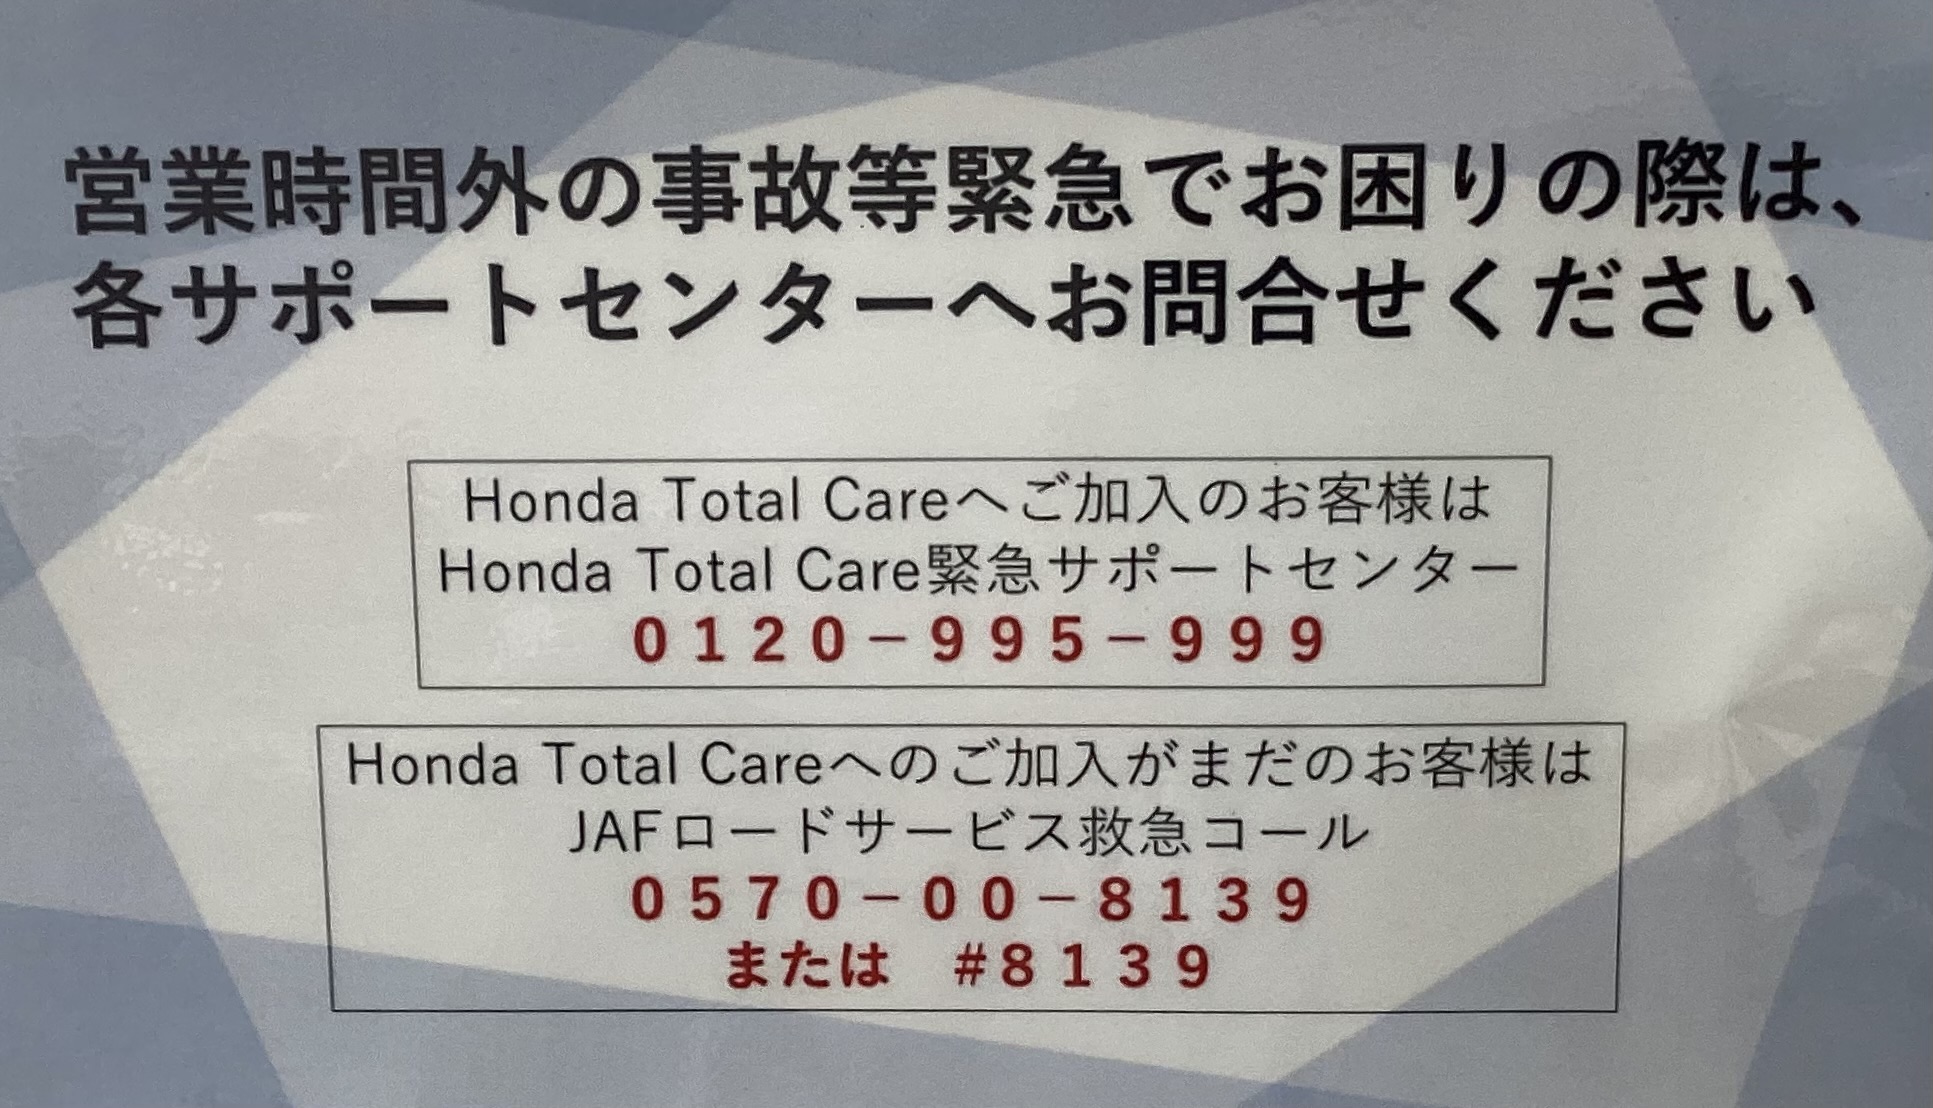 営業時間外の事故等緊急でお困りの際は、
各サポートセンターへお問合せください
Honda Total Careへご加入のお客様は
Honda Total Care緊急サポートセンター
0120－995－999
Honda Total Careへのご加入がまだのお客様は
JAFロードサービス救急コール
0570－00－8139
または　#8139